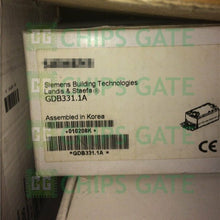 CHIPS GATE
Siemens Building Technologies
Landis & Staefa
GDB331.1A
Assembled in Korea
*GDB331.1A*